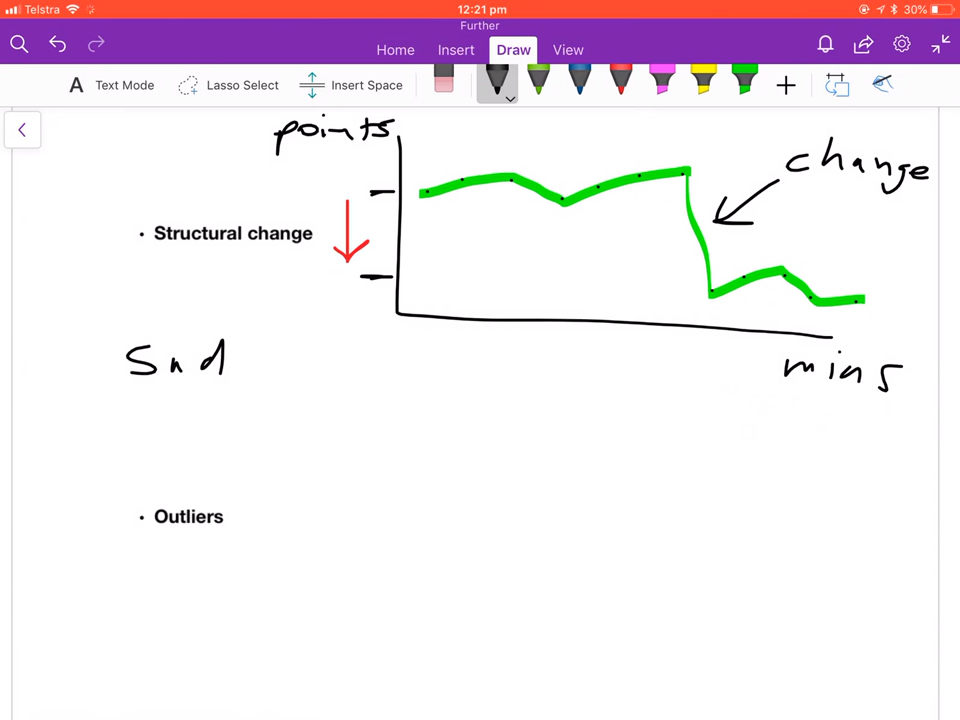 Telstra 12:21 pm 30%
Further
Home Insert Draw View
A Text Mode Lasso Select Insert Space
points
change
• Structural change
Snd
mins
• Outliers